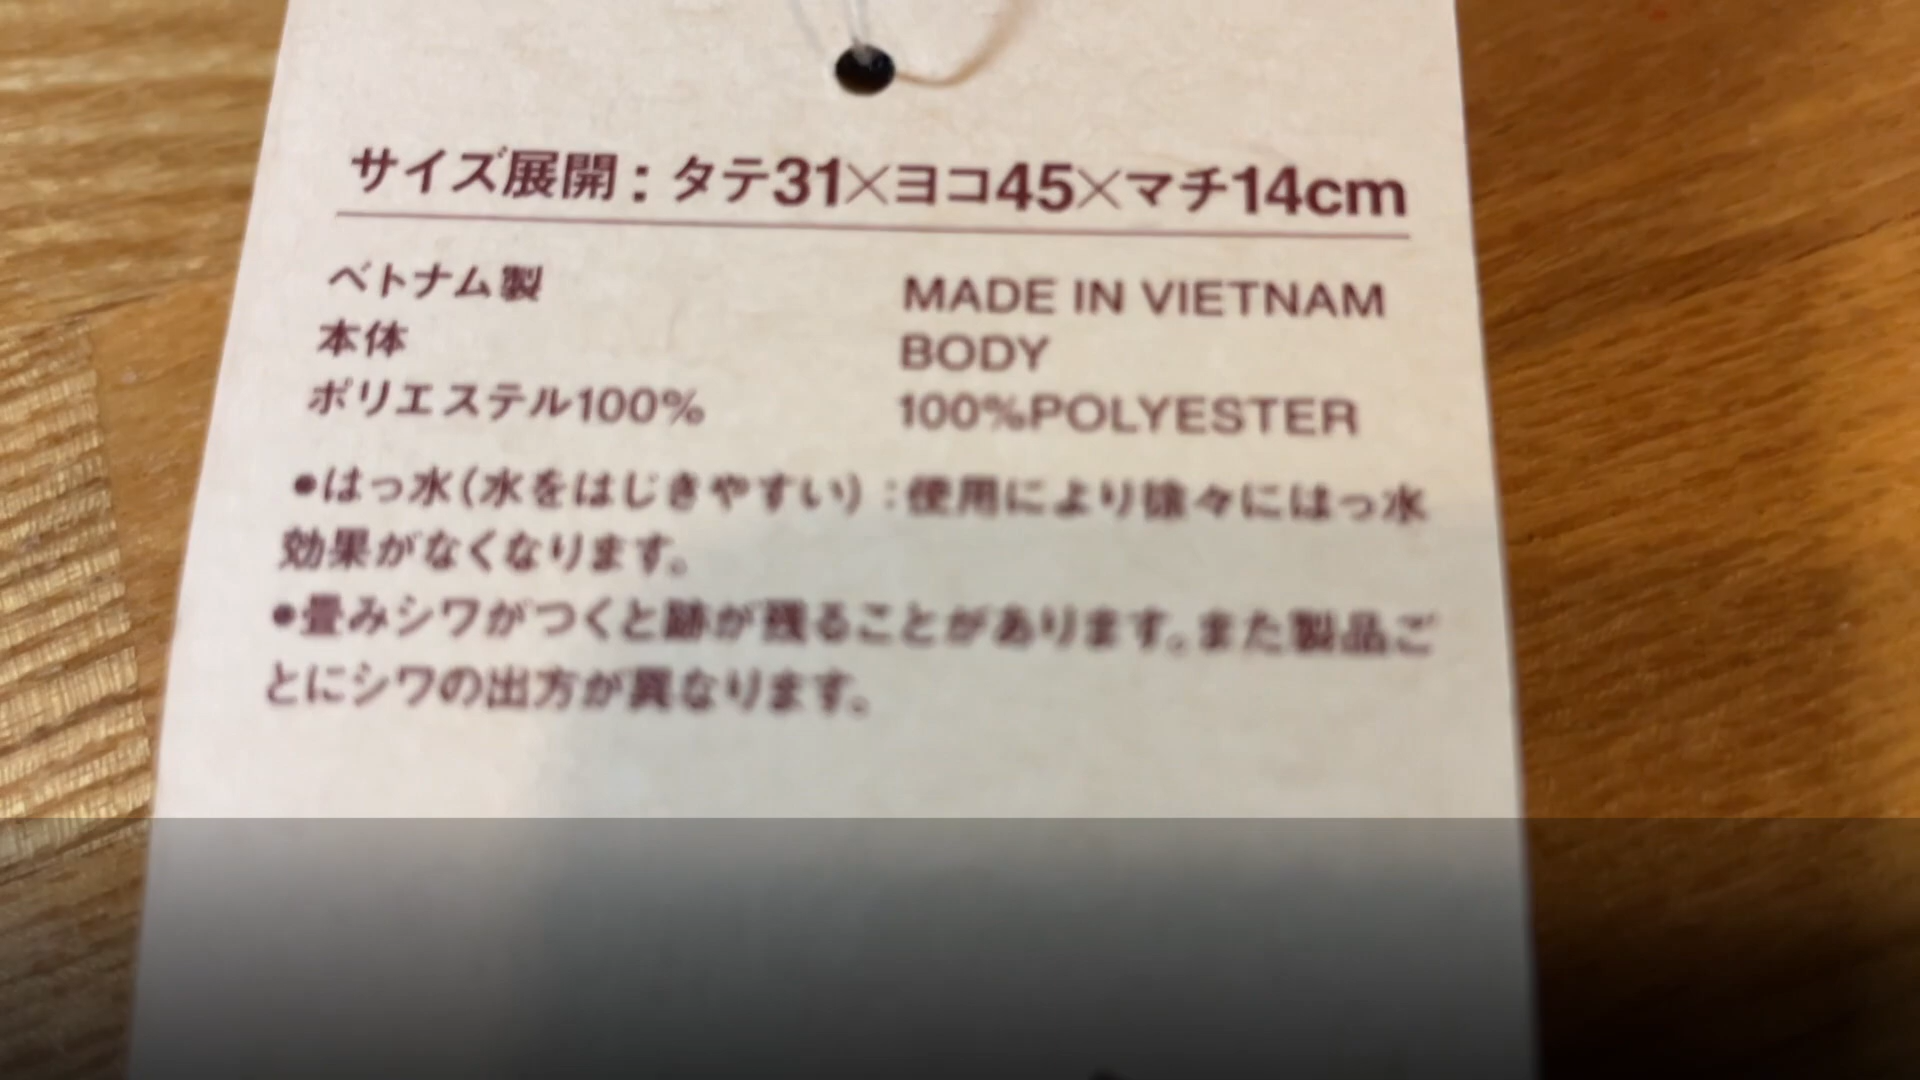 サイズ展開：タテ31×ヨコ45×マチ14cm
ベトナム製
本体
ポリエステル100%
MADE IN VIETNAM
BODY
100%POLYESTER
●はっ水（水をはじきやすい）：使用により徐々にはっ水
効果がなくなります。
●畳みシワがつくと跡が残ることがあります。また製品ご
とにシワの出方が異なります。